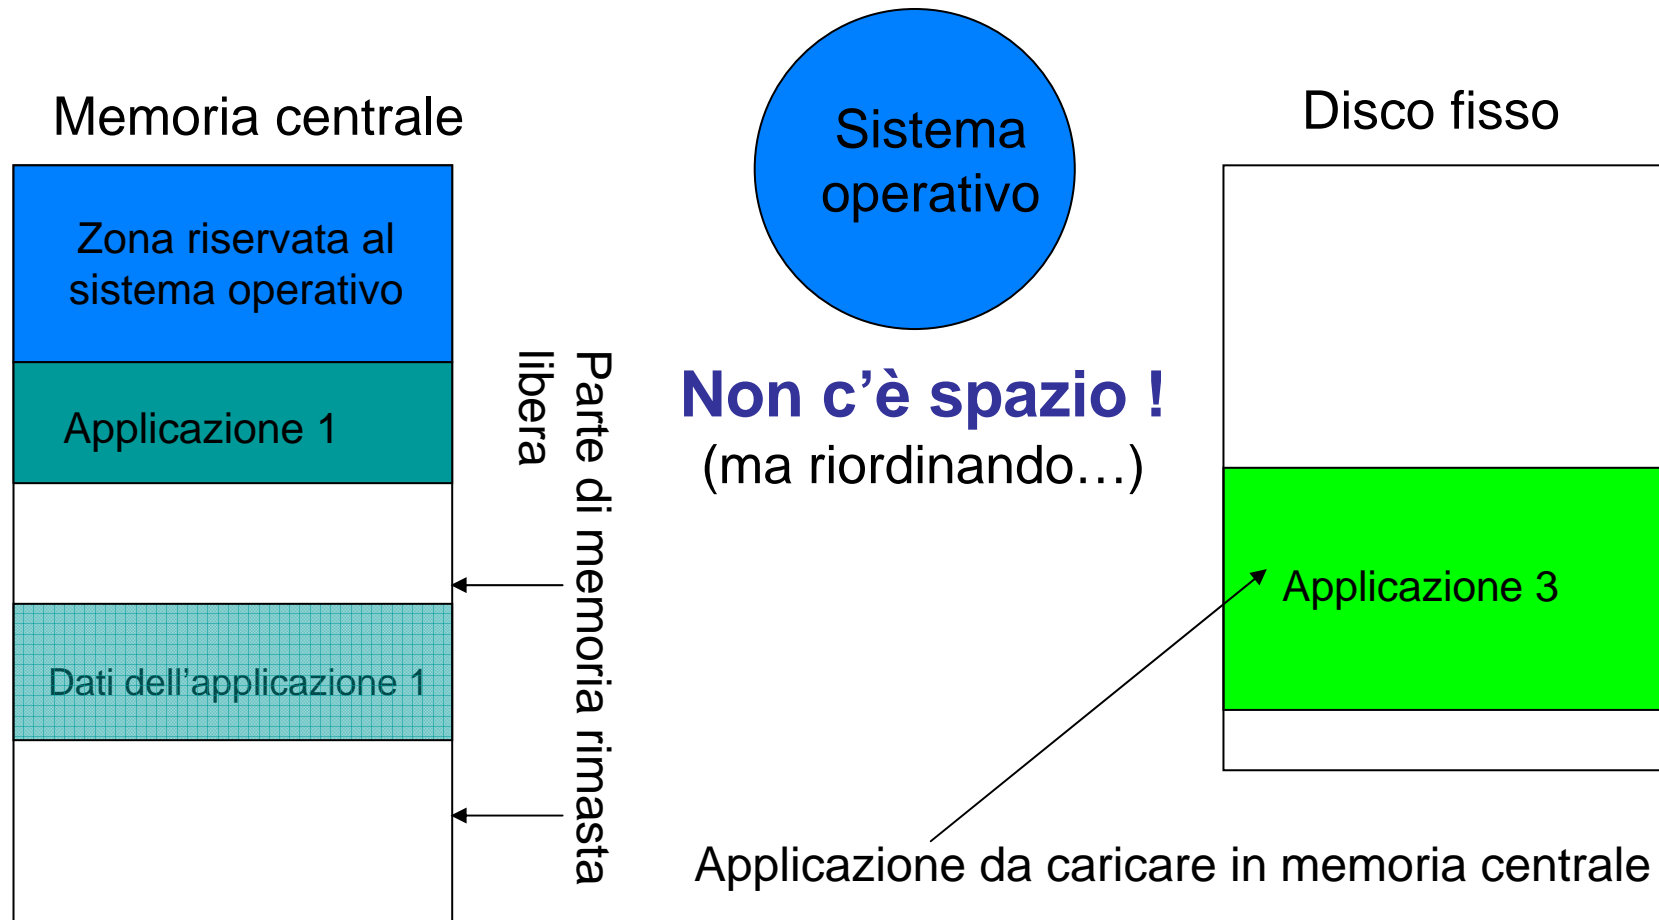 Memoria centrale
Zona riservata al
sistema operativo
Applicazione 1
Dati dell'applicazione 1
Parte di memoria rimasta
libera
Sistema
operativo
Non c'è spazio !
(ma riordinando…)
Disco fisso
Applicazione 3
Applicazione da caricare in memoria centrale